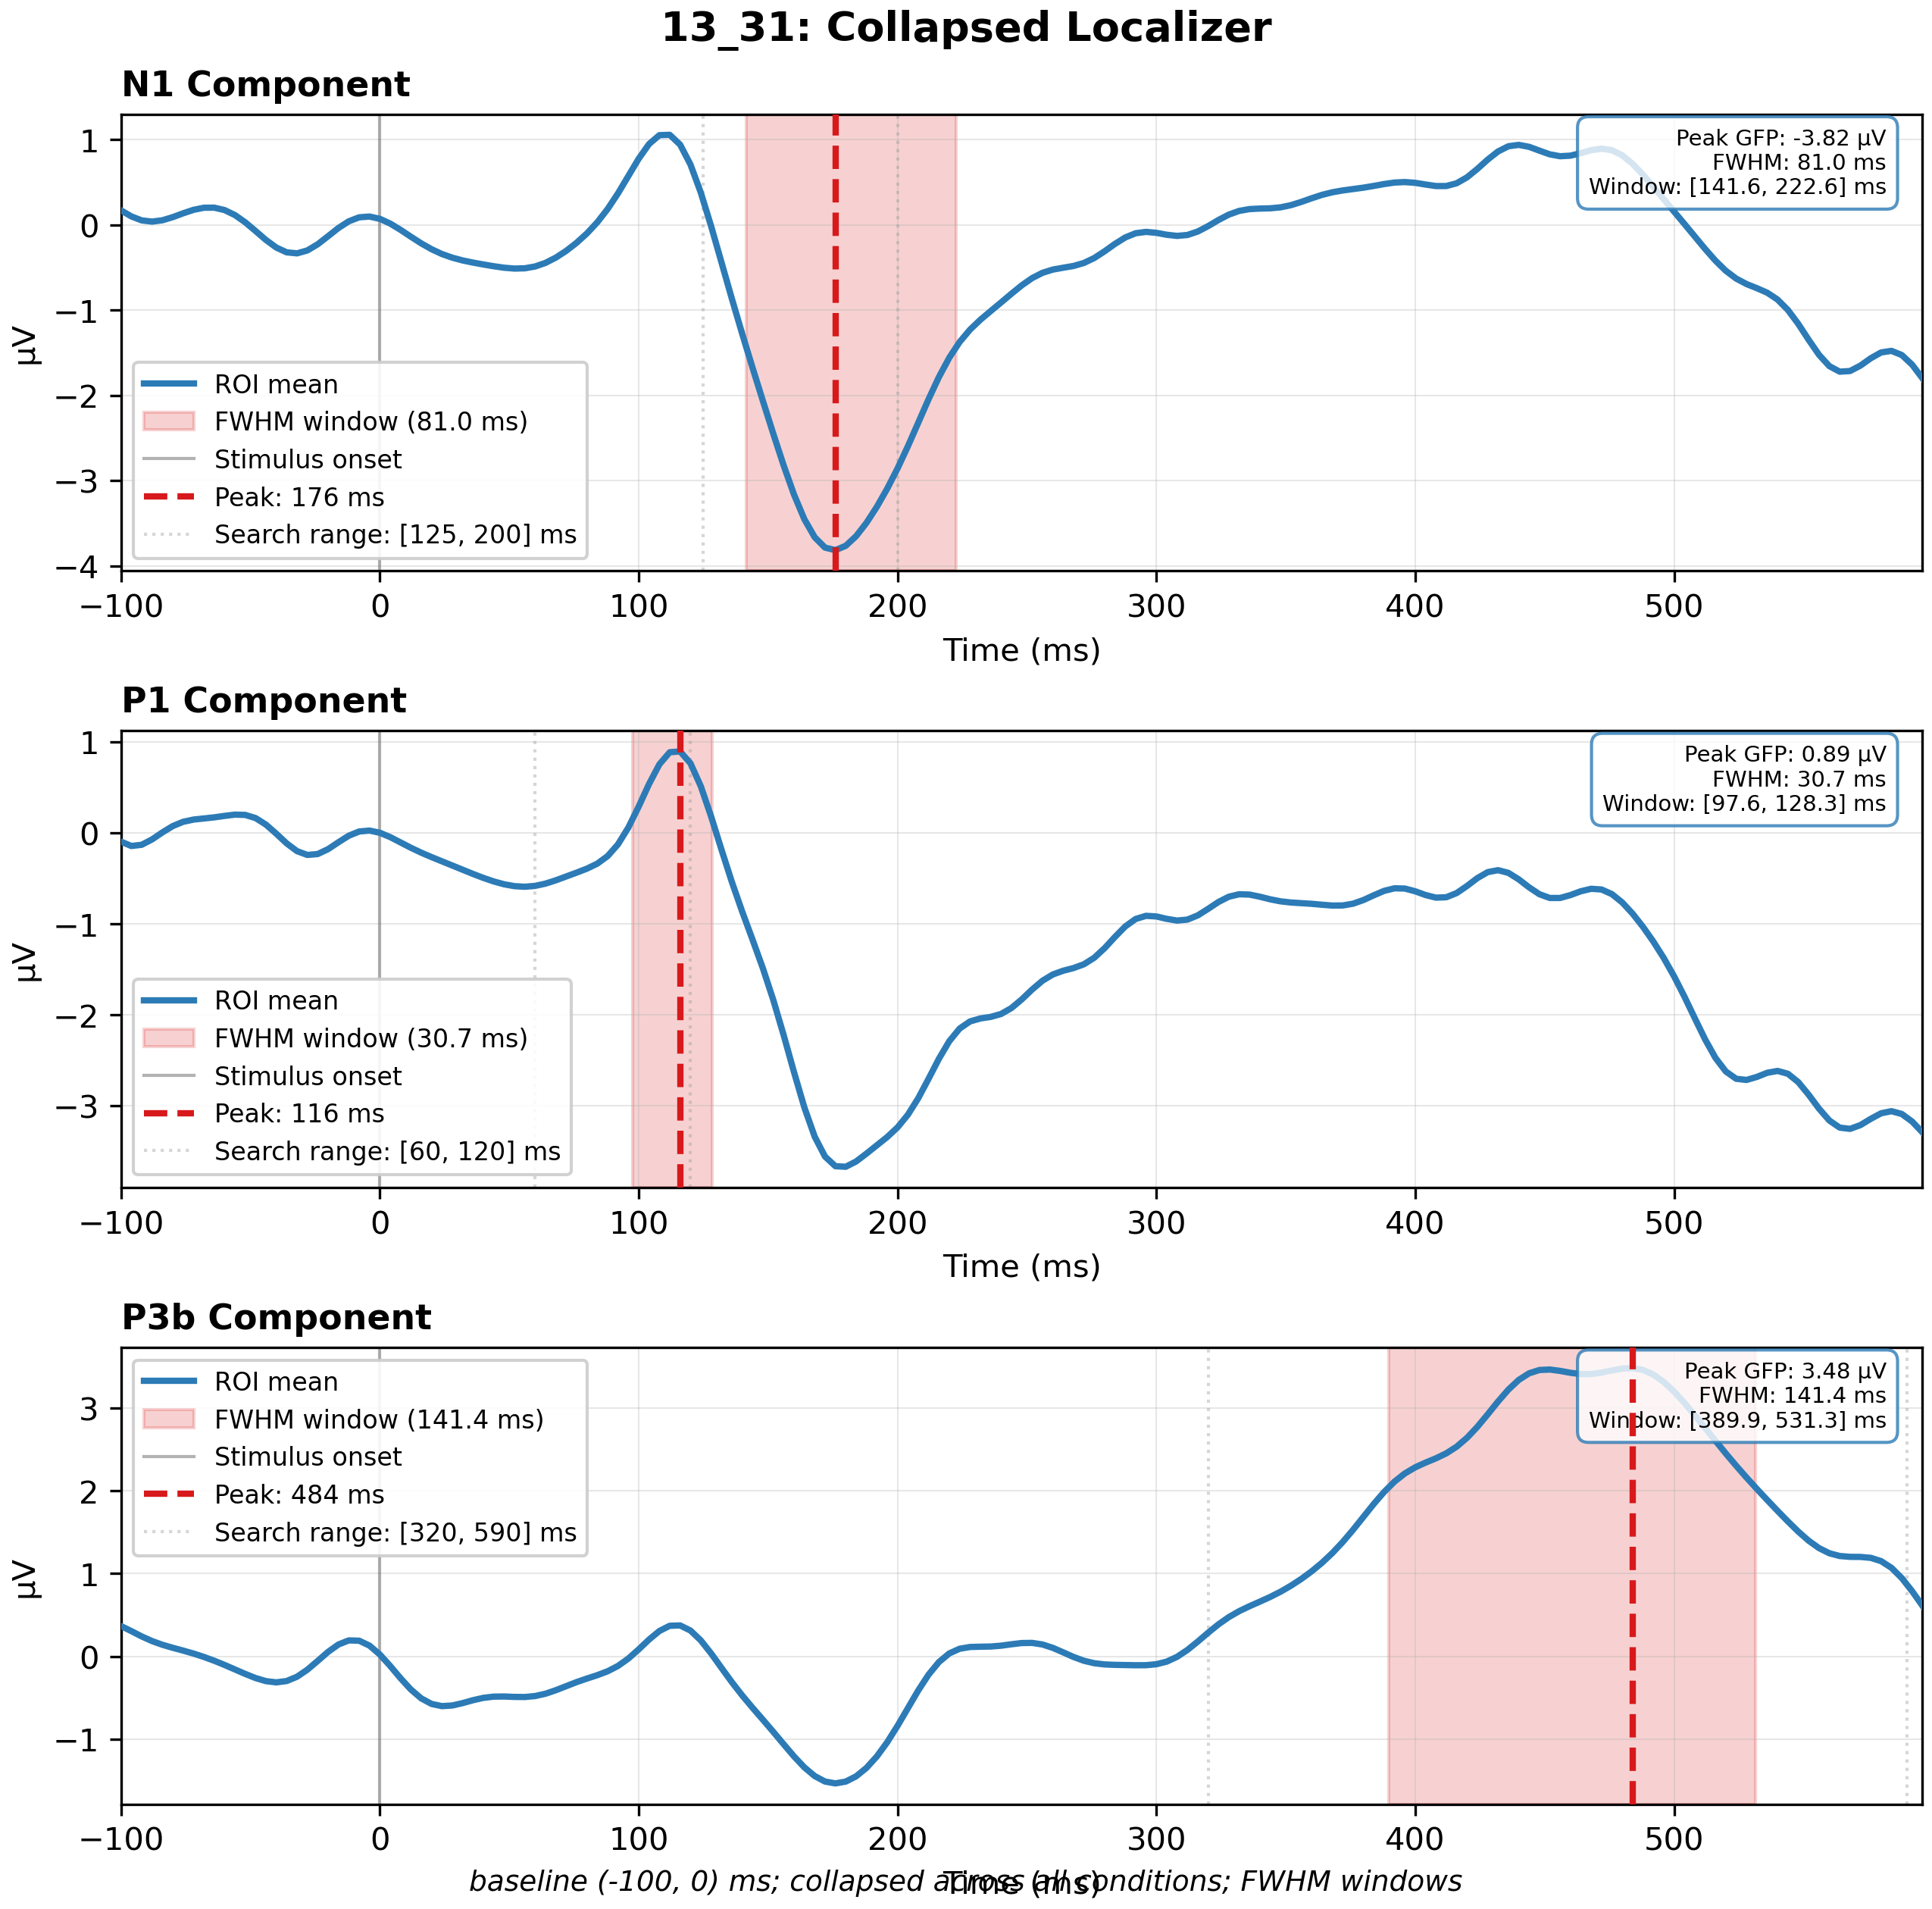 13_31: Collapsed Localizer
N1 Component
Peak GFP: -3.82 µV
FWHM: 81.0 ms
Window: [141.6, 222.6] ms
1
0
−1
−2
−3
−4
µV
ROI mean
FWHM window (81.0 ms)
Stimulus onset
Peak: 176 ms
Search range: [125, 200] ms
−100 0 100 200 300 400 500
Time (ms)
P1 Component
Peak GFP: 0.89 µV
FWHM: 30.7 ms
Window: [97.6, 128.3] ms
1
0
−1
−2
−3
µV
ROI mean
FWHM window (30.7 ms)
Stimulus onset
Peak: 116 ms
Search range: [60, 120] ms
−100 0 100 200 300 400 500
Time (ms)
P3b Component
ROI mean
FWHM window (141.4 ms)
Stimulus onset
Peak: 484 ms
Search range: [320, 590] ms
Peak GFP: 3.48 µV
FWHM: 141.4 ms
Window: [389.9, 531.3] ms
3
2
1
0
−1
µV
−100 0 100 200 300 400 500
Time (ms)
baseline (-100, 0) ms; collapsed across all conditions; FWHM windows